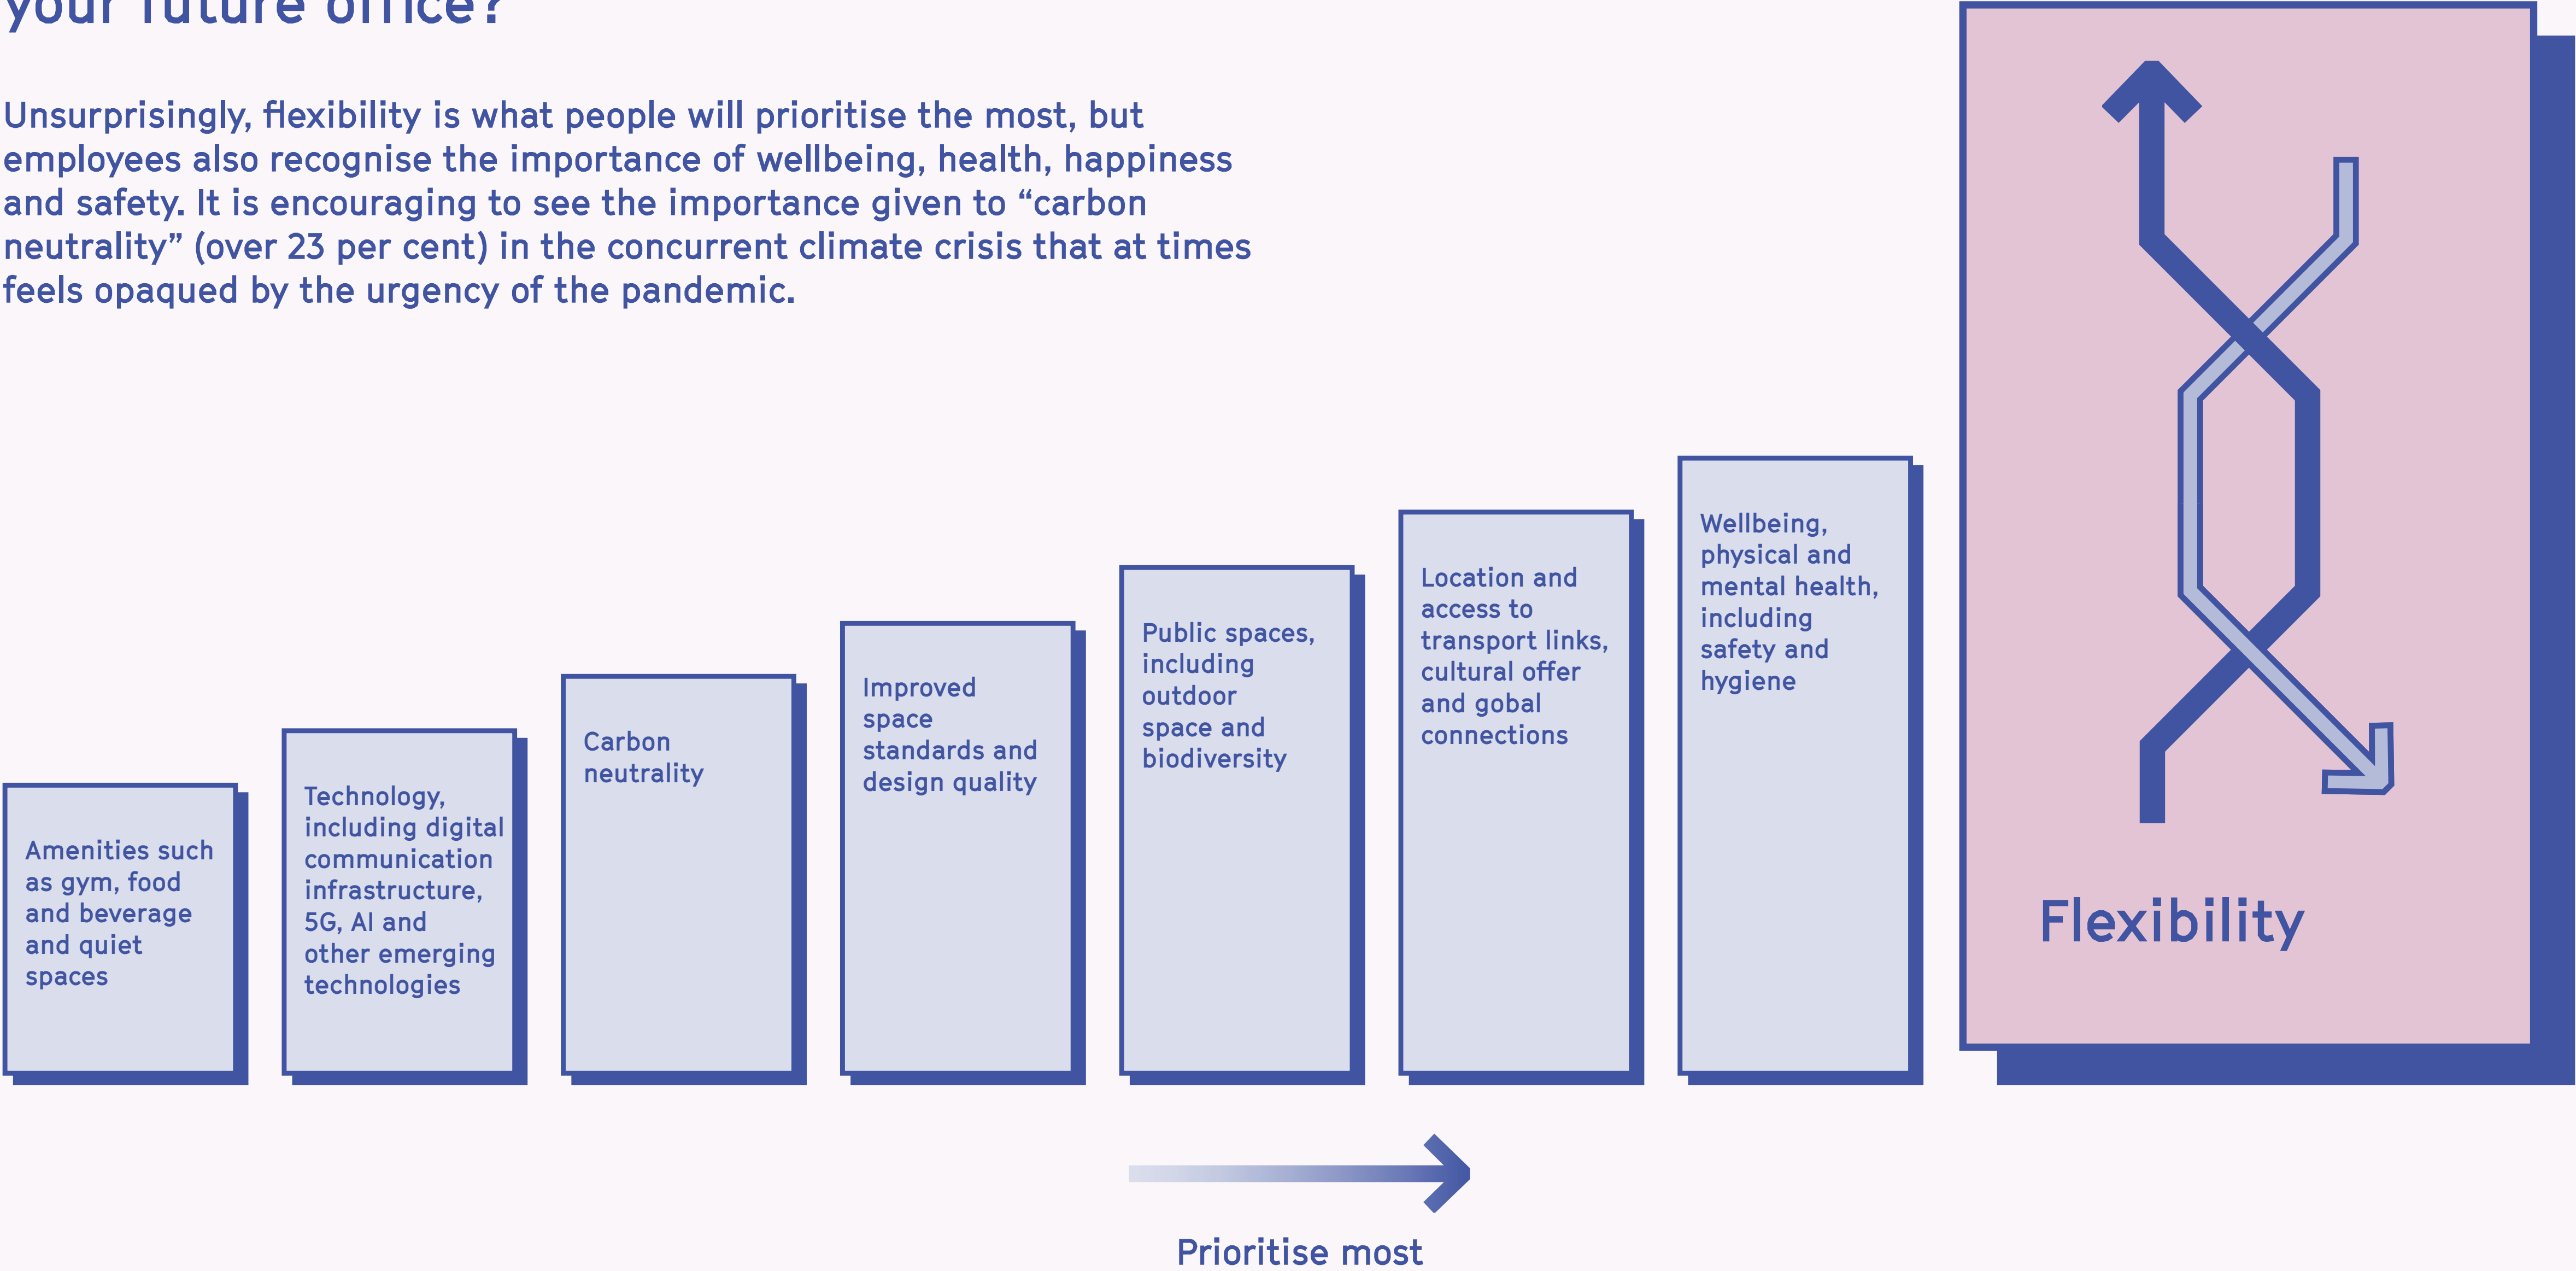 your future office?
Unsurprisingly, flexibility is what people will prioritise the most, but
employees also recognise the importance of wellbeing, health, happiness
and safety. It is encouraging to see the importance given to “carbon
neutrality” (over 23 per cent) in the concurrent climate crisis that at times
feels opaqued by the urgency of the pandemic.
Amenities such
as gym, food
and beverage
and quiet
spaces
Technology,
including digital
communication
infrastructure,
5G, AI and
other emerging
technologies
Carbon
neutrality
Improved
space
standards and
design quality
Public spaces,
including
outdoor
space and
biodiversity
Location and
access to
transport links,
cultural offer
and gobal
connections
Wellbeing,
physical and
mental health,
including
safety and
hygiene
Flexibility
Prioritise most